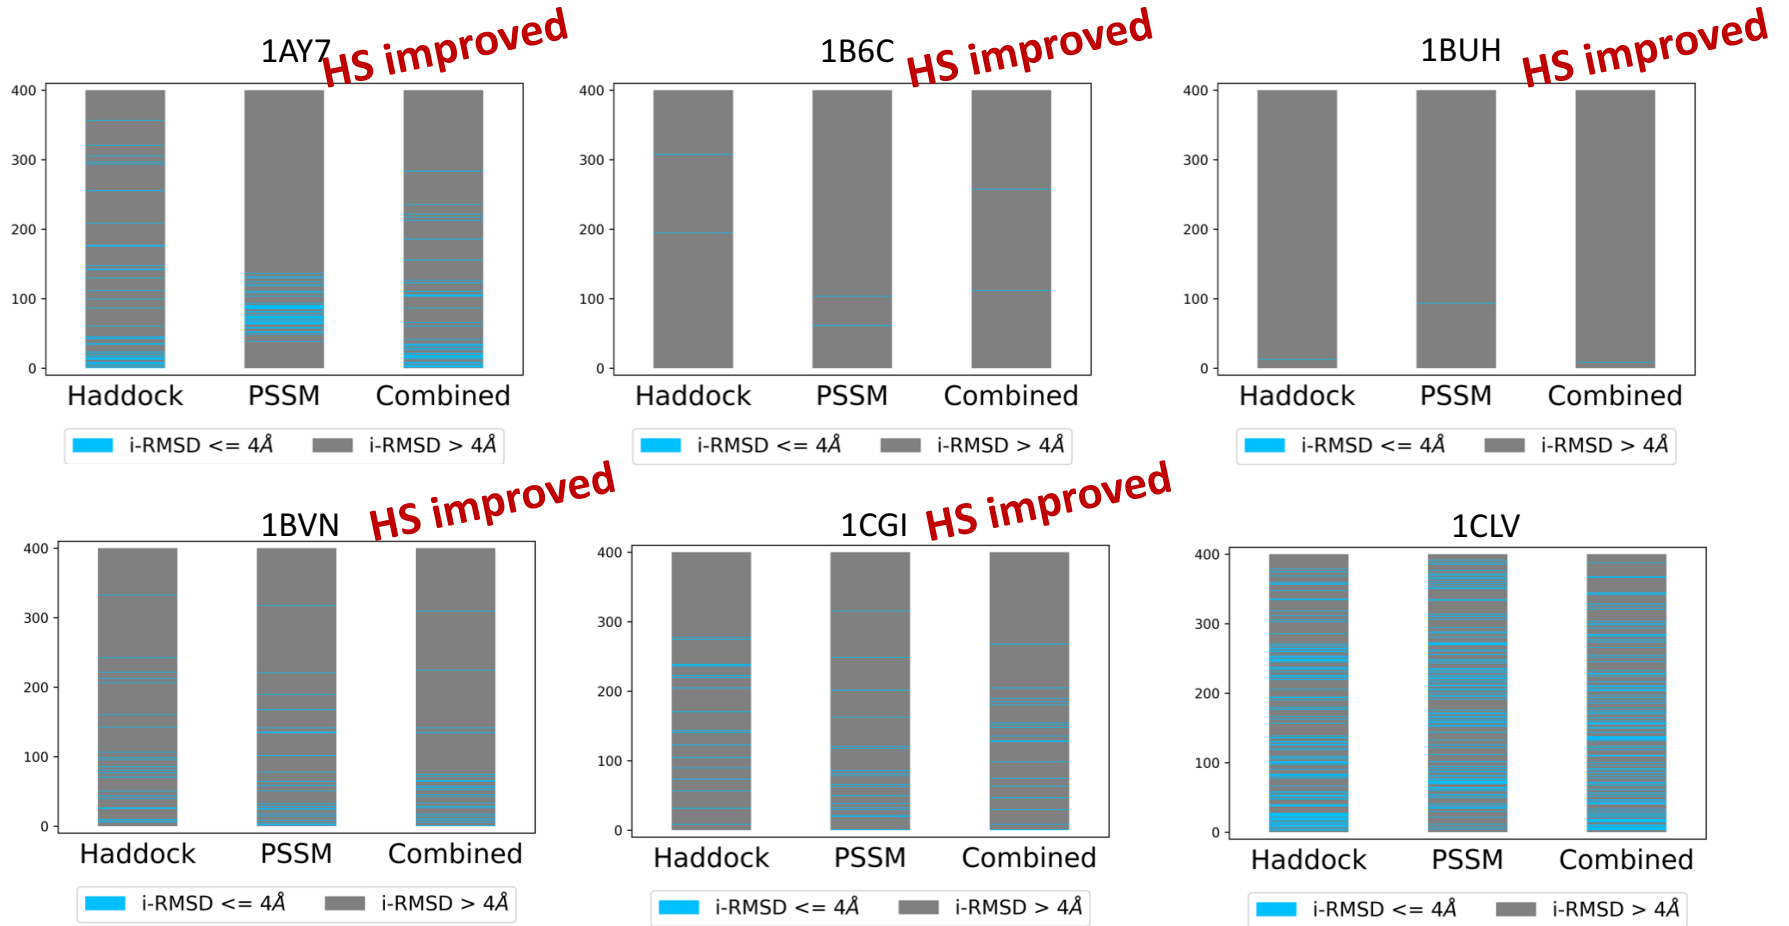 1AY7
HS improved
400
300
200
100
0
Haddock PSSM Combined
i-RMSD <= 4Å i-RMSD > 4Å
1B6C
HS improved
400
300
200
100
0
Haddock PSSM Combined
i-RMSD <= 4Å i-RMSD > 4Å
1BUH
HS improved
400
300
200
100
0
Haddock PSSM Combined
i-RMSD <= 4Å i-RMSD > 4Å
1BVN
HS improved
400
300
200
100
0
Haddock PSSM Combined
i-RMSD <= 4Å i-RMSD > 4Å
1CGI
HS improved
400
300
200
100
0
Haddock PSSM Combined
i-RMSD <= 4Å i-RMSD > 4Å
1CLV
400
300
200
100
0
Haddock PSSM Combined
i-RMSD <= 4Å i-RMSD > 4Å